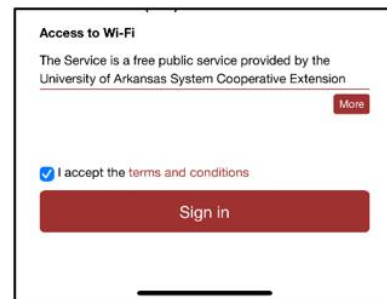 Access to Wi-Fi
The Service is a free public service provided by the
University of Arkansas System Cooperative Extension
More
I accept the terms and conditions
Sign in